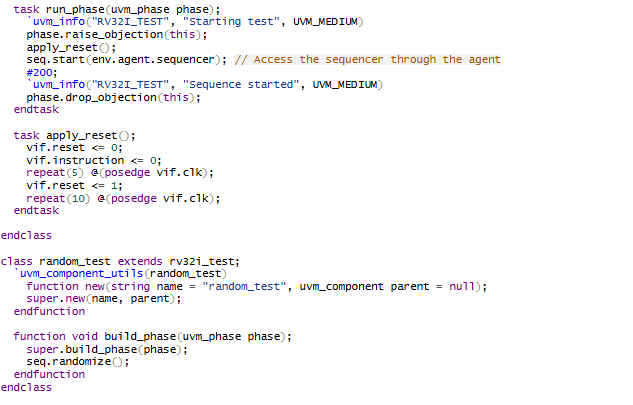 task run_phase(uvm_phase phase);
`uvm_info("RV32I_TEST", "Starting test", UVM_MEDIUM)
phase.raise_objection(this);
apply_reset();
seq.start(env.agent.sequencer); // Access the sequencer through the agent
#200;
`uvm_info("RV32I_TEST", "Sequence started", UVM_MEDIUM)
phase.drop_objection(this);
endtask
task apply_reset();
vif.reset <= 0;
vif.instruction <= 0;
repeat(5) @(posedge vif.clk);
vif.reset <= 1;
repeat(10) @(posedge vif.clk);
endtask
endclass
class random_test extends rv32i_test;
`uvm_component_utils(random_test)
function new(string name = "random_test", uvm_component parent = null);
super.new(name, parent);
endfunction
function void build_phase(uvm_phase phase);
super.build_phase(phase);
seq.randomize();
endfunction
endclass